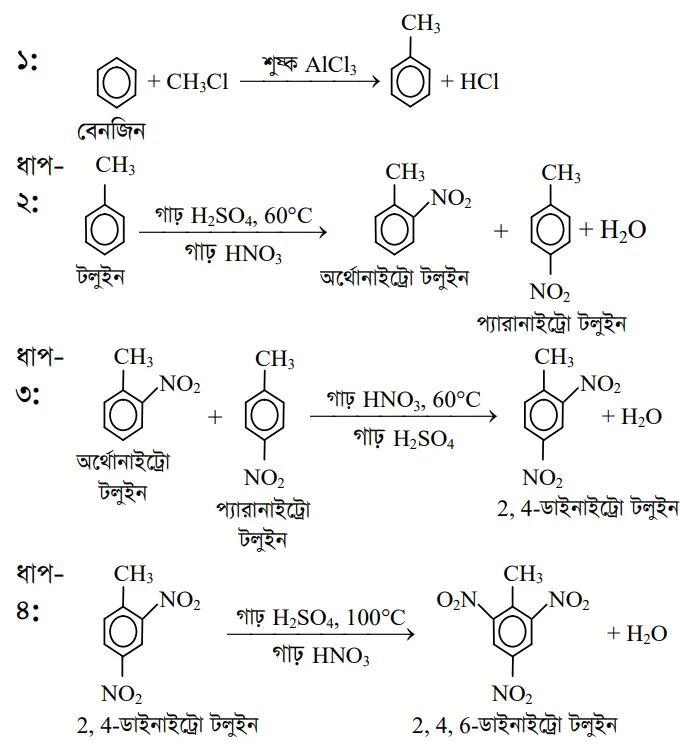 CH₃
১:
+ CH₃Cl শুষ্ক AlCl₃ + HCl
বেনজিন
ধাপ-
২:
CH₃ CH₃ CH₃
NO₂
গাঢ় H₂SO₄, 60°C
গাঢ় HNO₃
+ + H₂O
টলুইন অর্থোনাইট্রো টলুইন
NO₂
প্যারানাইট্রো টলুইন
ধাপ-
৩:
CH₃ CH₃ CH₃
NO₂ NO₂
+ গাঢ় HNO₃, 60°C + H₂O
গাঢ় H₂SO₄
অর্থোনাইট্রো
টলুইন
NO₂ NO₂
প্যারানাইট্রো
টলুইন
2, 4-ডাইনাইট্রো টলুইন
ধাপ-
৪:
CH₃ CH₃
NO₂ O₂N NO₂
গাঢ় H₂SO₄, 100°C
গাঢ় HNO₃
+ H₂O
NO₂ NO₂
2, 4-ডাইনাইট্রো টলুইন 2, 4, 6-ডাইনাইট্রো টলুইন